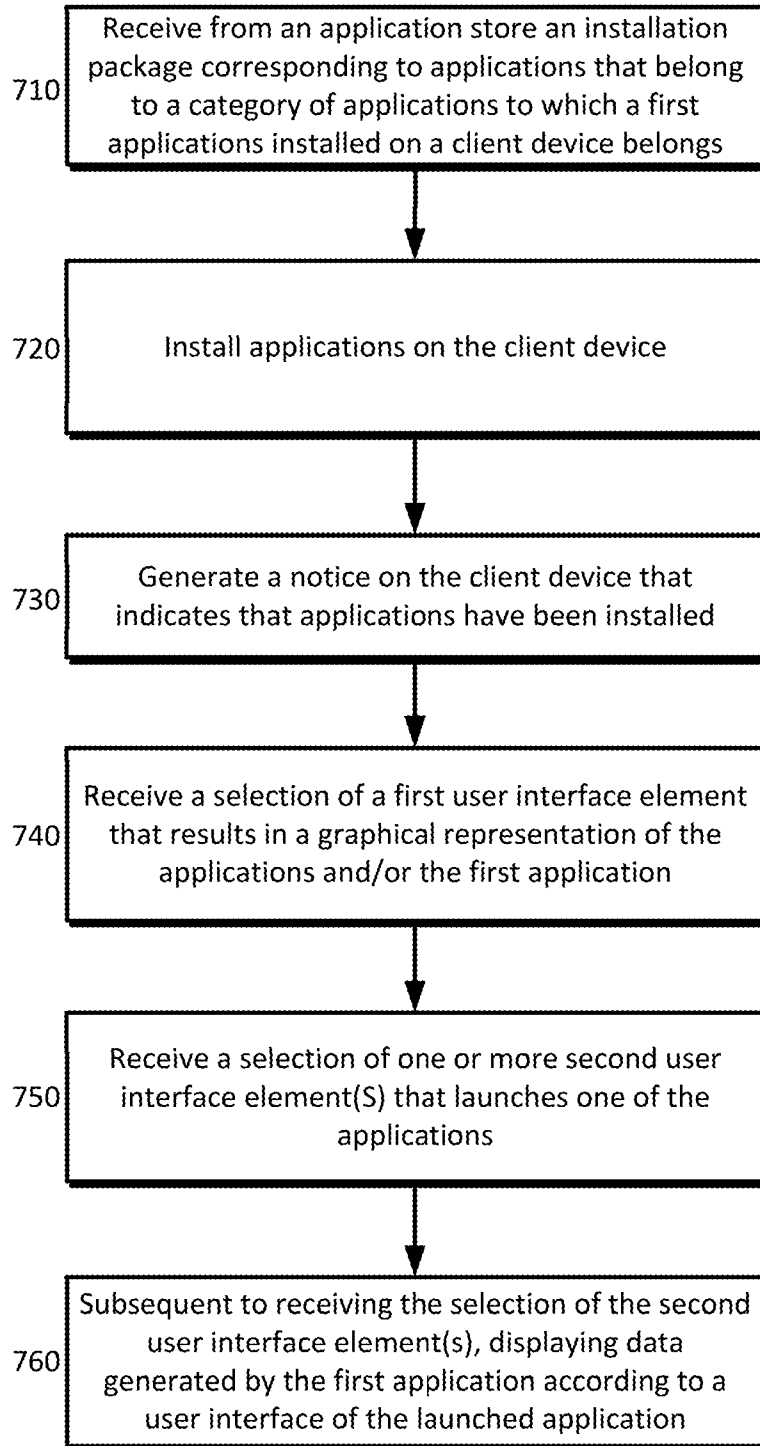 Receive from an application store an installation
package corresponding to applications that belong
710
to a category of applications to which a first
applications installed on a client device belongs
720
Install applications on the client device
Generate a notice on the client device that
730
indicates that applications have been installed
Receive a selection of a first user interface element
740
that results in a graphical representation of the
applications and/or the first application
Receive a selection of one or more second user
750
interface element(S) that launches one of the
applications
Subsequent to receiving the selection of the second
user interface element(s), displaying data
760
generated by the first application according to a
user interface of the launched application